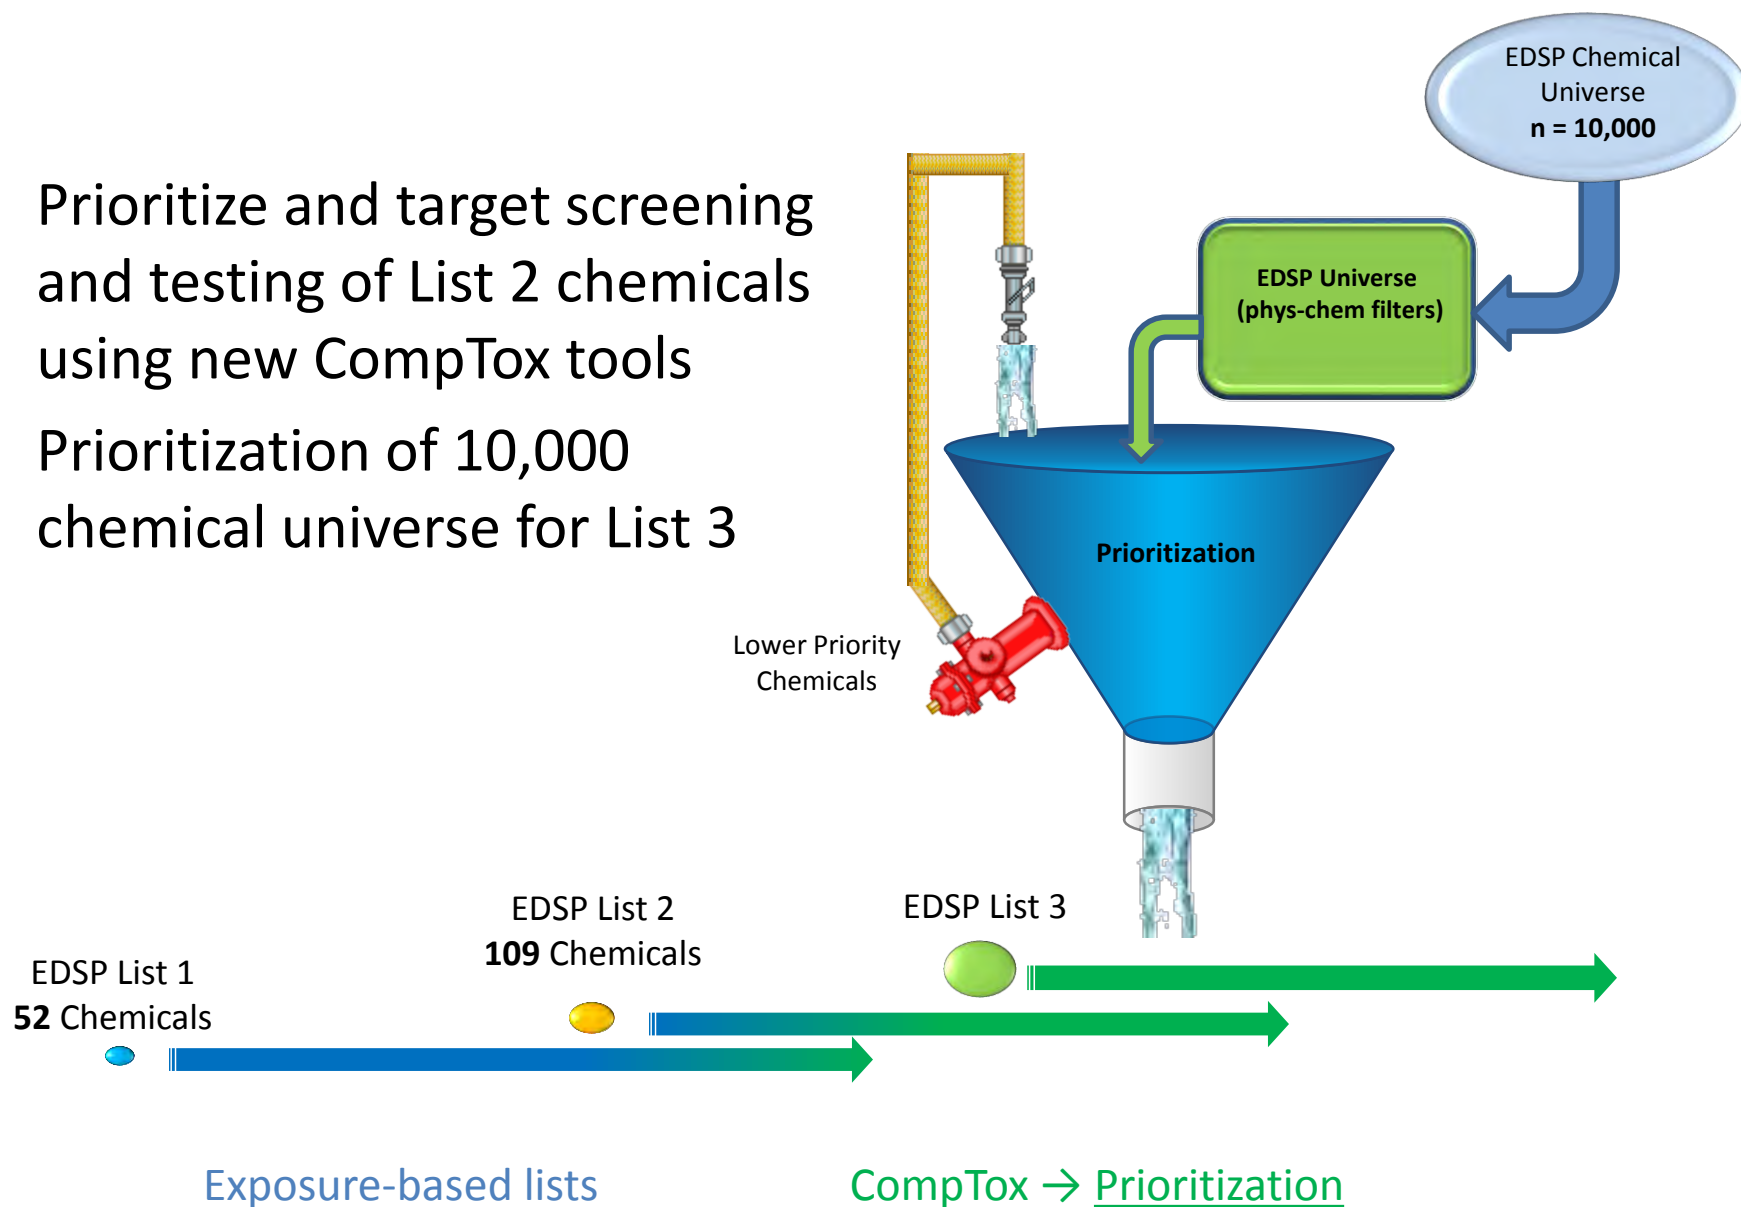 EDSP Chemical
Universe
n = 10,000
Prioritize and target screening
and testing of List 2 chemicals
using new CompTox tools
Prioritization of 10,000
chemical universe for List 3
EDSP Universe
(phys-chem filters)
Prioritization
Lower Priority
Chemicals
EDSP List 1
52 Chemicals
EDSP List 2
109 Chemicals
EDSP List 3
Exposure-based lists
CompTox → Prioritization